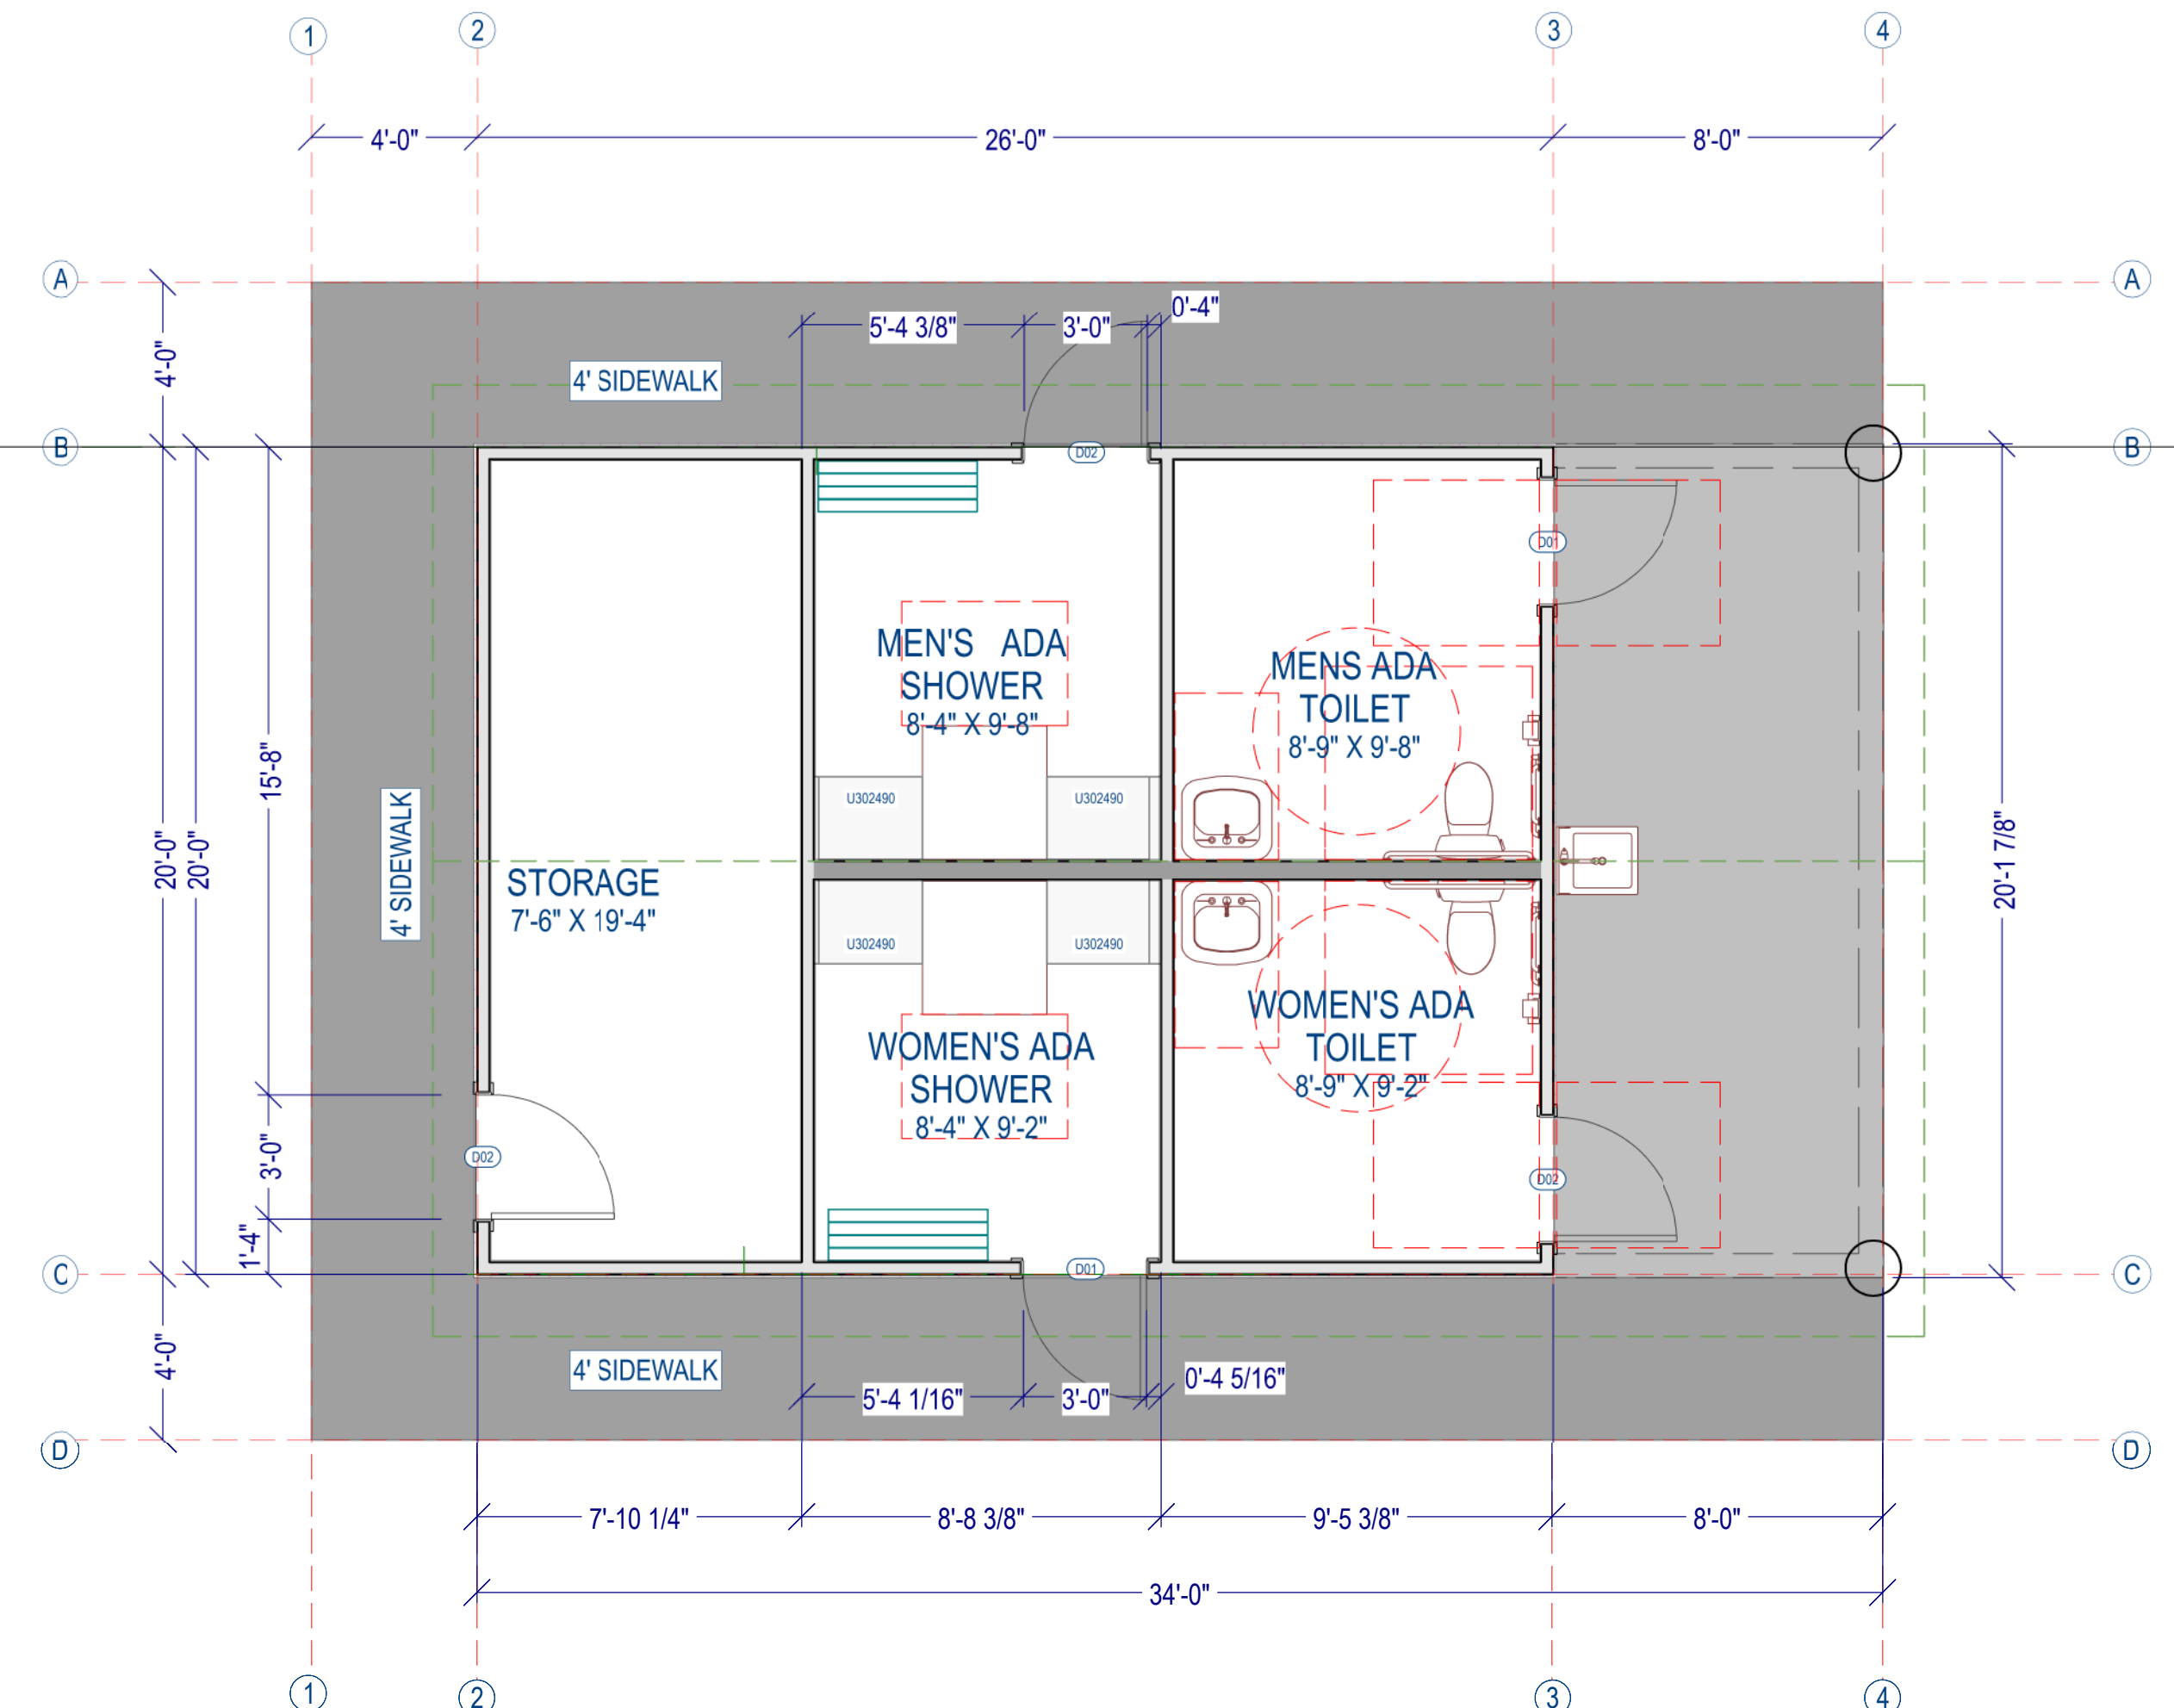 1
2
3
4
4'-0"
26'-0"
8'-0"
A
A
0'-4"
5'-4 3/8"
3'-0"
4'-0"
4' SIDEWALK
B
B
D02
D01
MEN'S ADA
SHOWER
8'-4" X 9'-8"
MENS ADA
TOILET
8'-9" X 9'-8"
15'-8"
20'-0"
20'-0"
4' SIDEWALK
U302490
U302490
STORAGE
7'-6" X 19'-4"
20'-1 7/8"
U302490
U302490
WOMEN'S ADA
SHOWER
8'-4" X 9'-2"
WOMEN'S ADA
TOILET
8'-9" X 9'-2"
3'-0"
D02
D02
1'-4"
D01
C
C
4'-0"
4' SIDEWALK
5'-4 1/16"
3'-0"
0'-4 5/16"
D
D
7'-10 1/4"
8'-8 3/8"
9'-5 3/8"
8'-0"
34'-0"
1
2
3
4